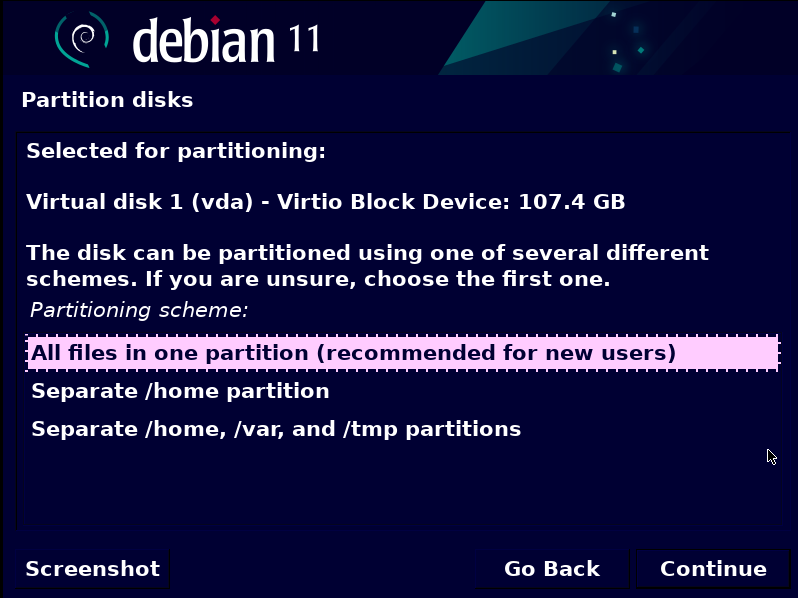 debian 11
Partition disks
Selected for partitioning:
Virtual disk 1 (vda) - Virtio Block Device: 107.4 GB
The disk can be partitioned using one of several different
schemes. If you are unsure, choose the first one.
Partitioning scheme:
All files in one partition (recommended for new users)
Separate /home partition
Separate /home, /var, and /tmp partitions
Screenshot
Go Back
Continue